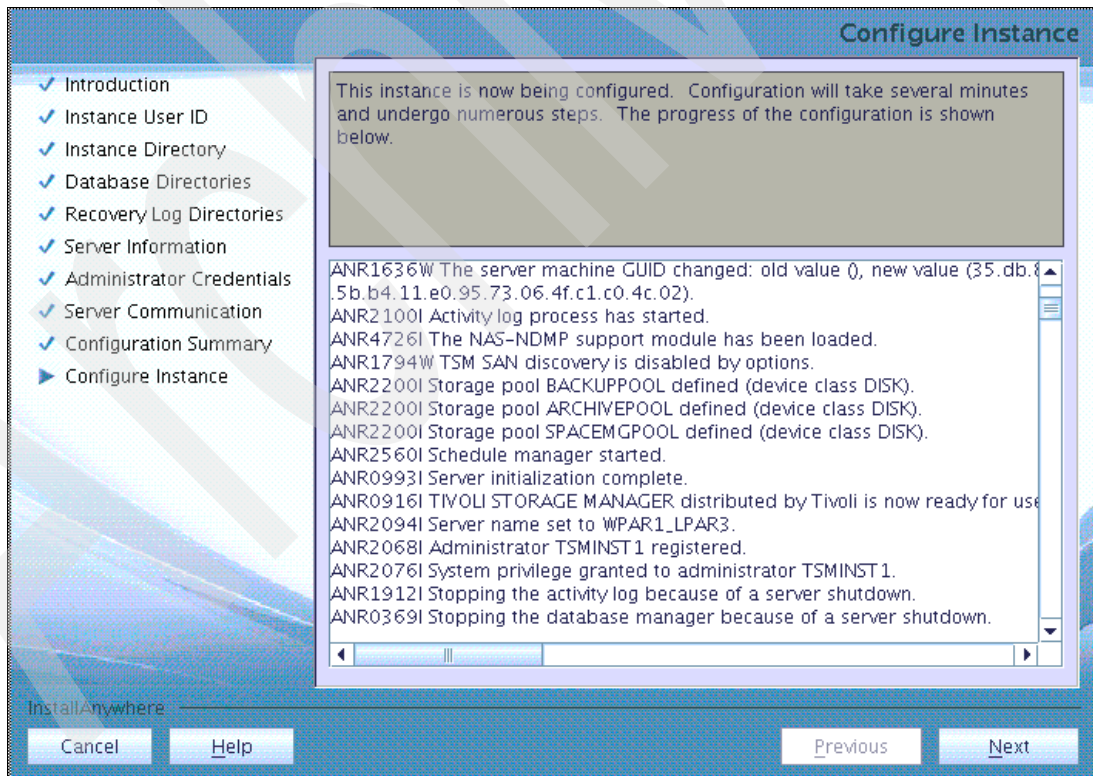 Configure Instance
Introduction
Instance User ID
Instance Directory
Database Directories
Recovery Log Directories
Server Information
Administrator Credentials
Server Communication
Configuration Summary
Configure Instance
This instance is now being configured. Configuration will take several minutes
and undergo numerous steps. The progress of the configuration is shown
below.
ANR1636W The server machine GUID changed: old value (), new value (35.db.
.5b.b4.11.e0.95.73.06.4f.c1.c0.4c.02).
ANR2100I Activity log process has started.
ANR4726I The NAS-NDMP support module has been loaded.
ANR1794W TSM SAN discovery is disabled by options.
ANR2200I Storage pool BACKUPPOOL defined (device class DISK).
ANR2200I Storage pool ARCHIVEPOOL defined (device class DISK).
ANR2200I Storage pool SPACEMGPOOL defined (device class DISK).
ANR2560I Schedule manager started.
ANR0993I Server initialization complete.
ANR0916I TIVOLI STORAGE MANAGER distributed by Tivoli is now ready for use
ANR2094I Server name set to WPAR1_LPAR3.
ANR2068I Administrator TSMINST1 registered.
ANR2076I System privilege granted to administrator TSMINST1.
ANR1912I Stopping the activity log because of a server shutdown.
ANR0369I Stopping the database manager because of a server shutdown.
InstallAnywhere
Cancel
Help
Previous
Next